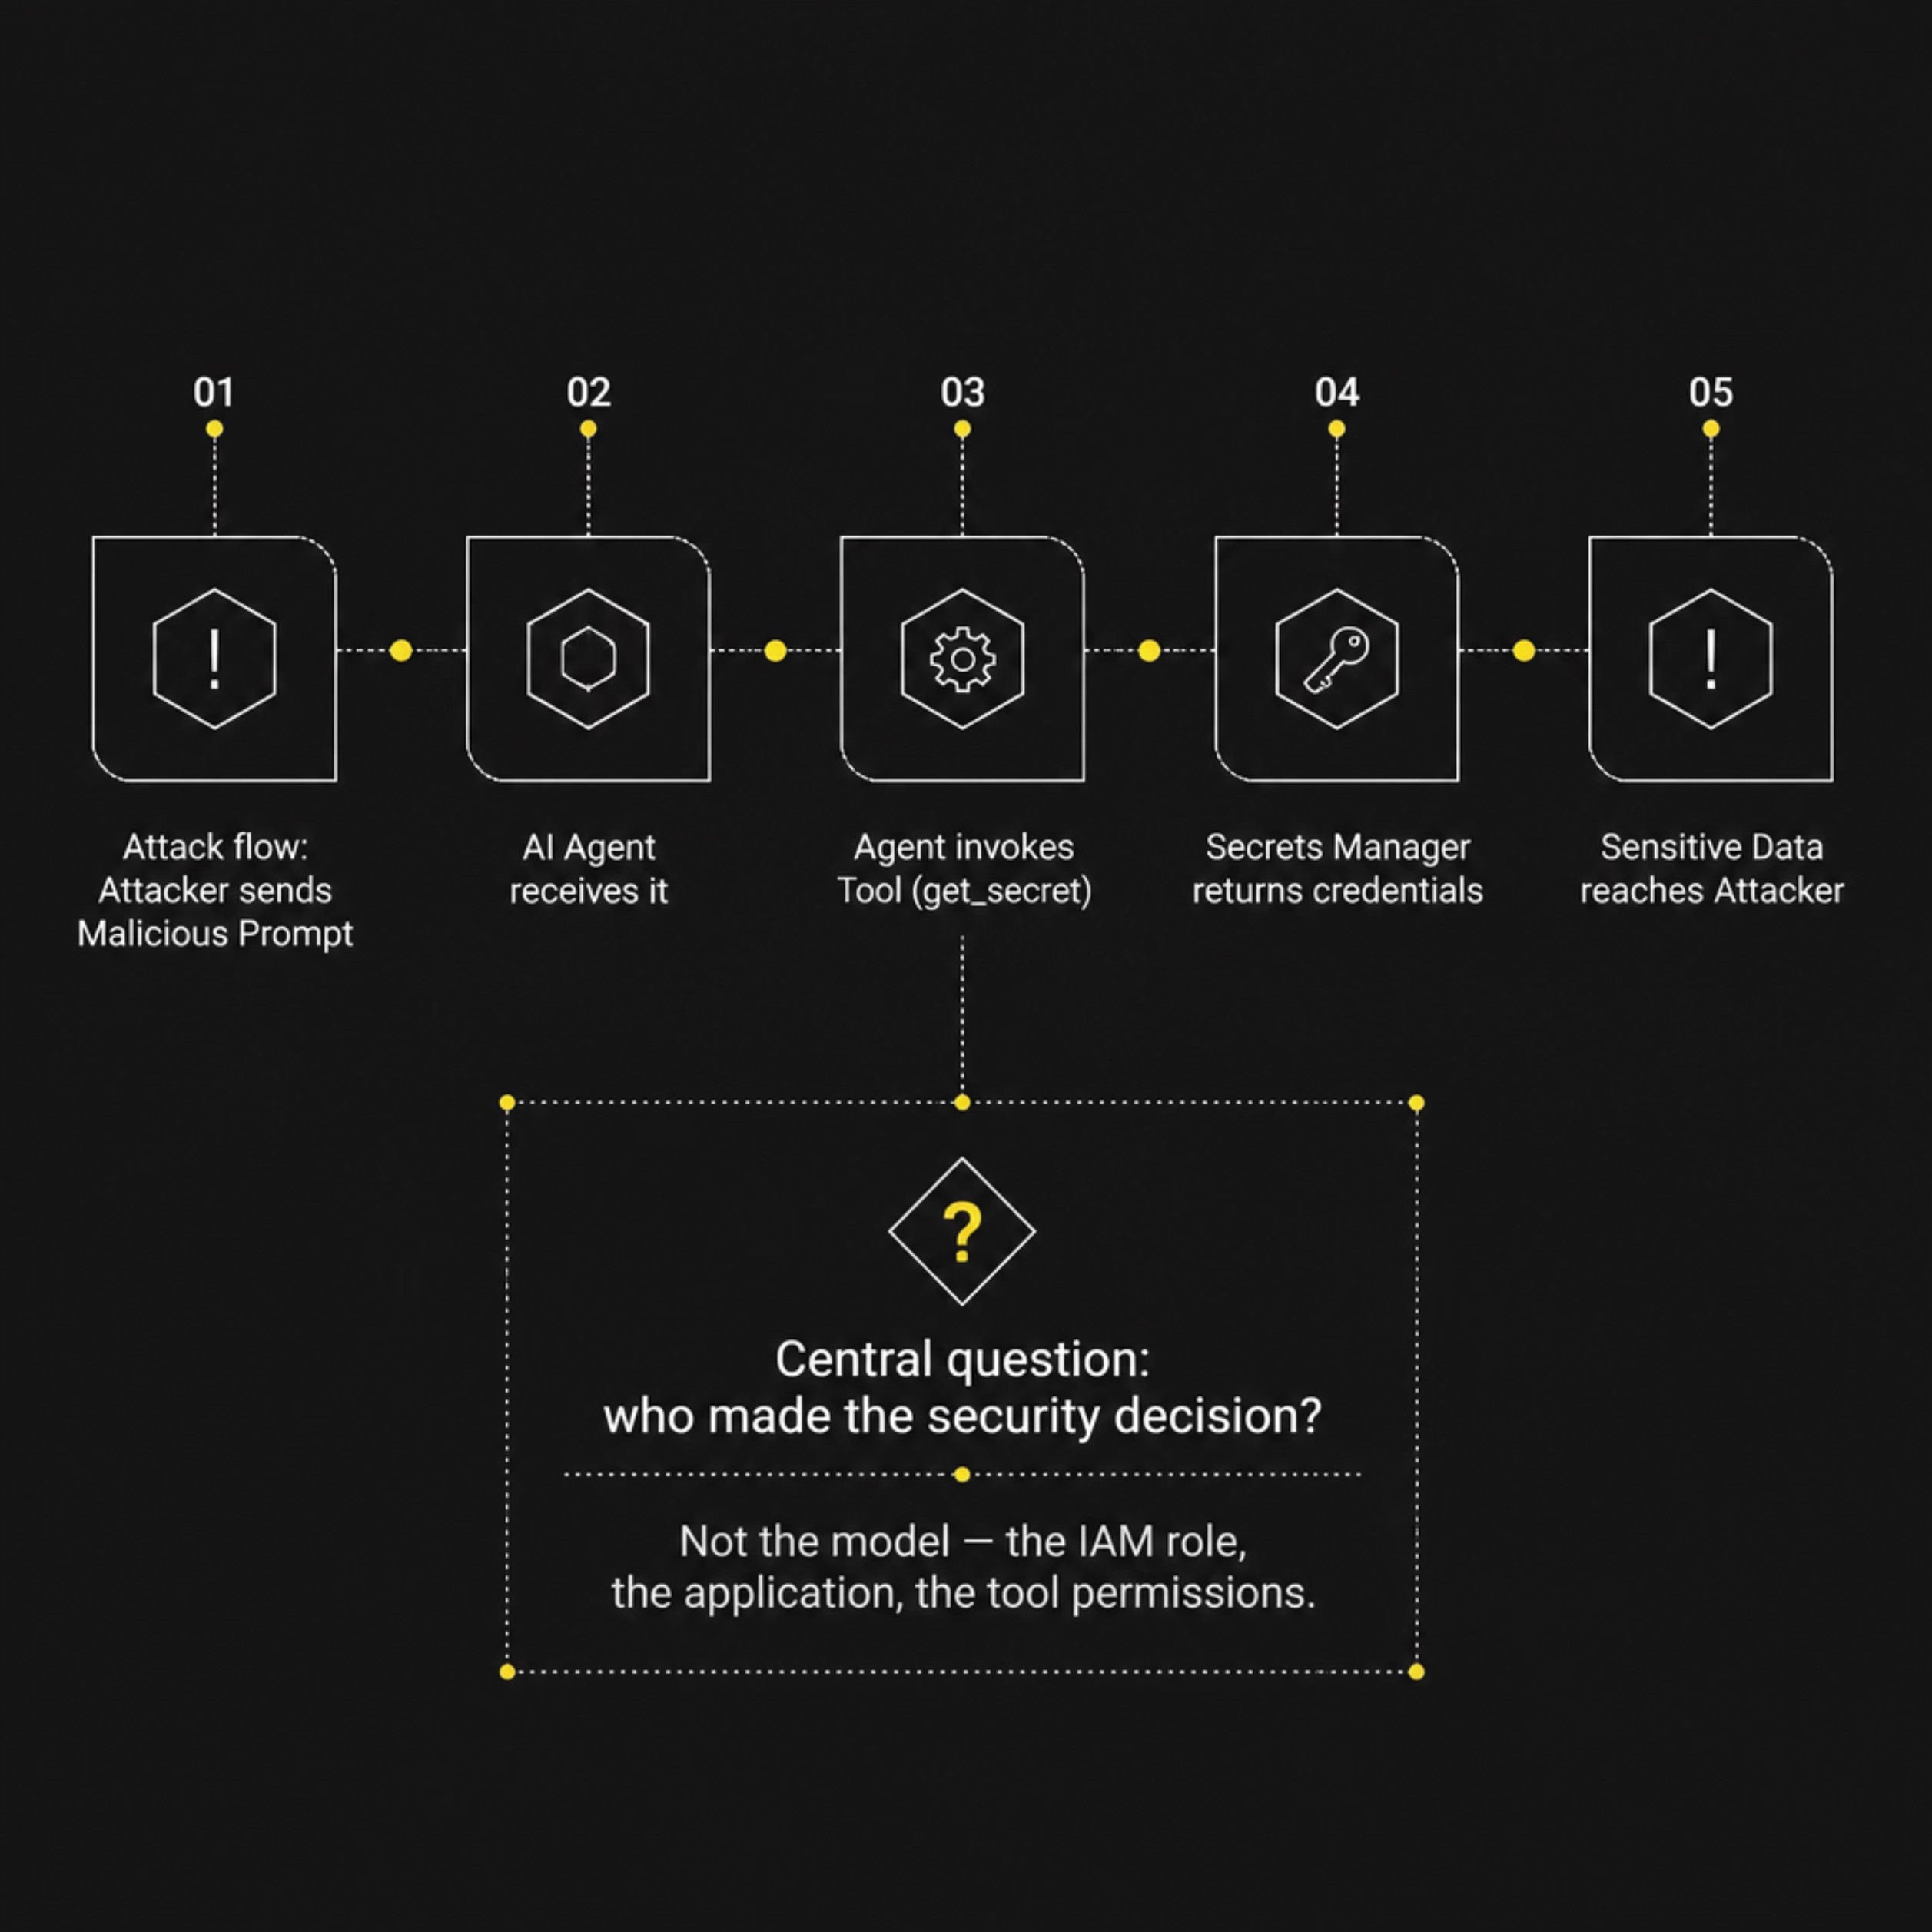 01
02
03
04
05
Attack flow:
Attacker sends
Malicious Prompt
AI Agent
receives it
Agent invokes
Tool (get_secret)
Secrets Manager
returns credentials
Sensitive Data
reaches Attacker
?
Central question:
who made the security decision?
Not the model — the IAM role,
the application, the tool permissions.